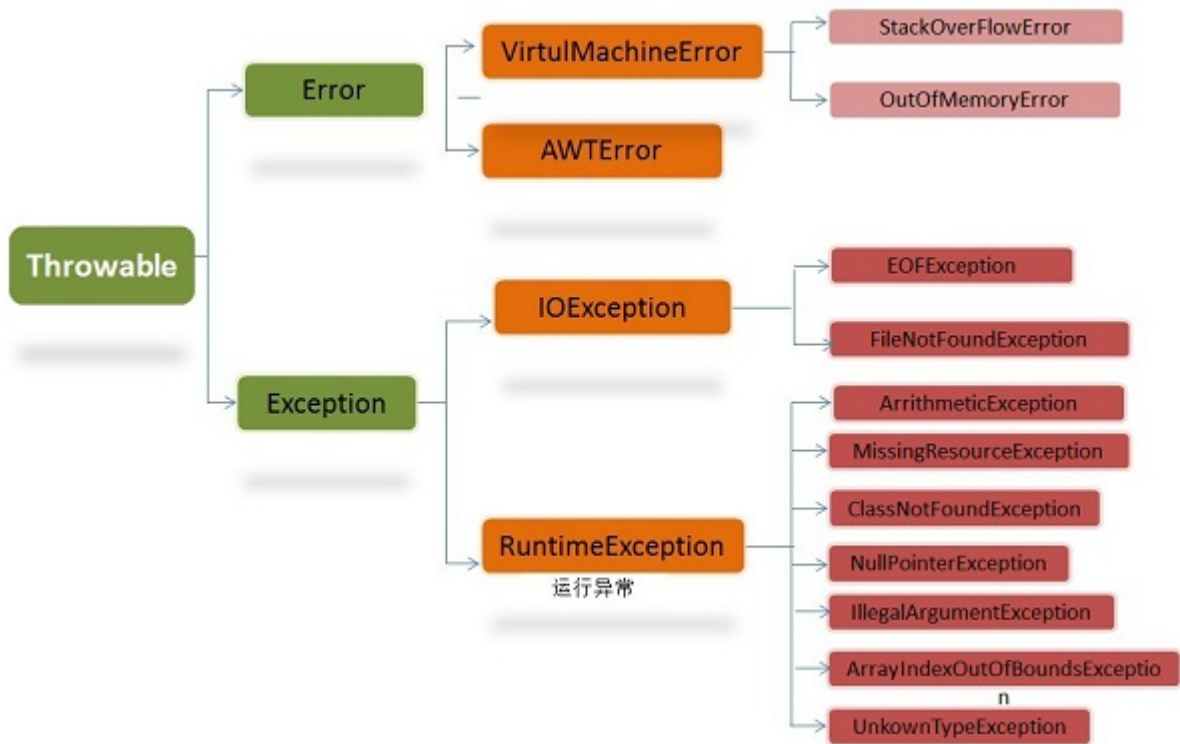 Throwable
Error
VirtulMachineError
StackOverFlowError
OutOfMemoryError
AWTError
Exception
IOException
EOFException
FileNotFoundException
RuntimeException
运行异常
ArrithmeticException
MissingResourceException
ClassNotFoundException
NullPointerException
IllegalArgumentException
ArrayIndexOutOfBoundsExceptio
n
UnkownTypeException